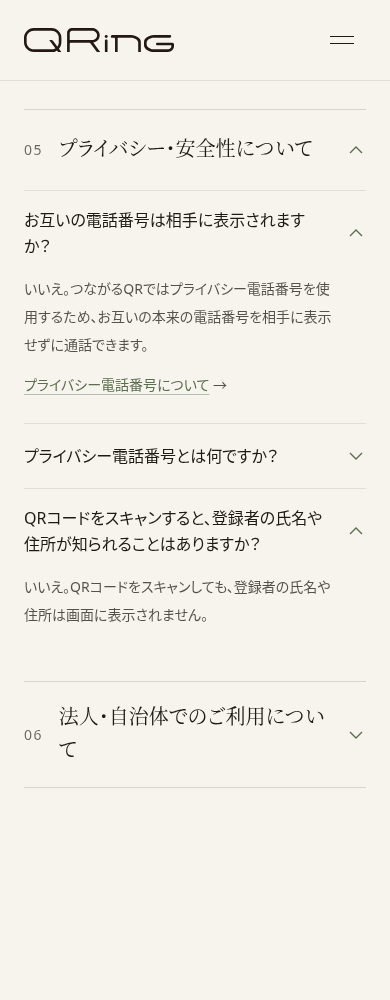 QRing
05 プライバシー・安全性について
お互いの電話番号は相手に表示されます
か？
いいえ。つながるQRではプライバシー電話番号を使
用するため、お互いの本来の電話番号を相手に表示
せずに通話できます。
プライバシー電話番号について →
プライバシー電話番号とは何ですか？
QRコードをスキャンすると、登録者の氏名や
住所が知られることはありますか？
いいえ。QRコードをスキャンしても、登録者の氏名や
住所は画面に表示されません。
06 法人・自治体でのご利用につい
て